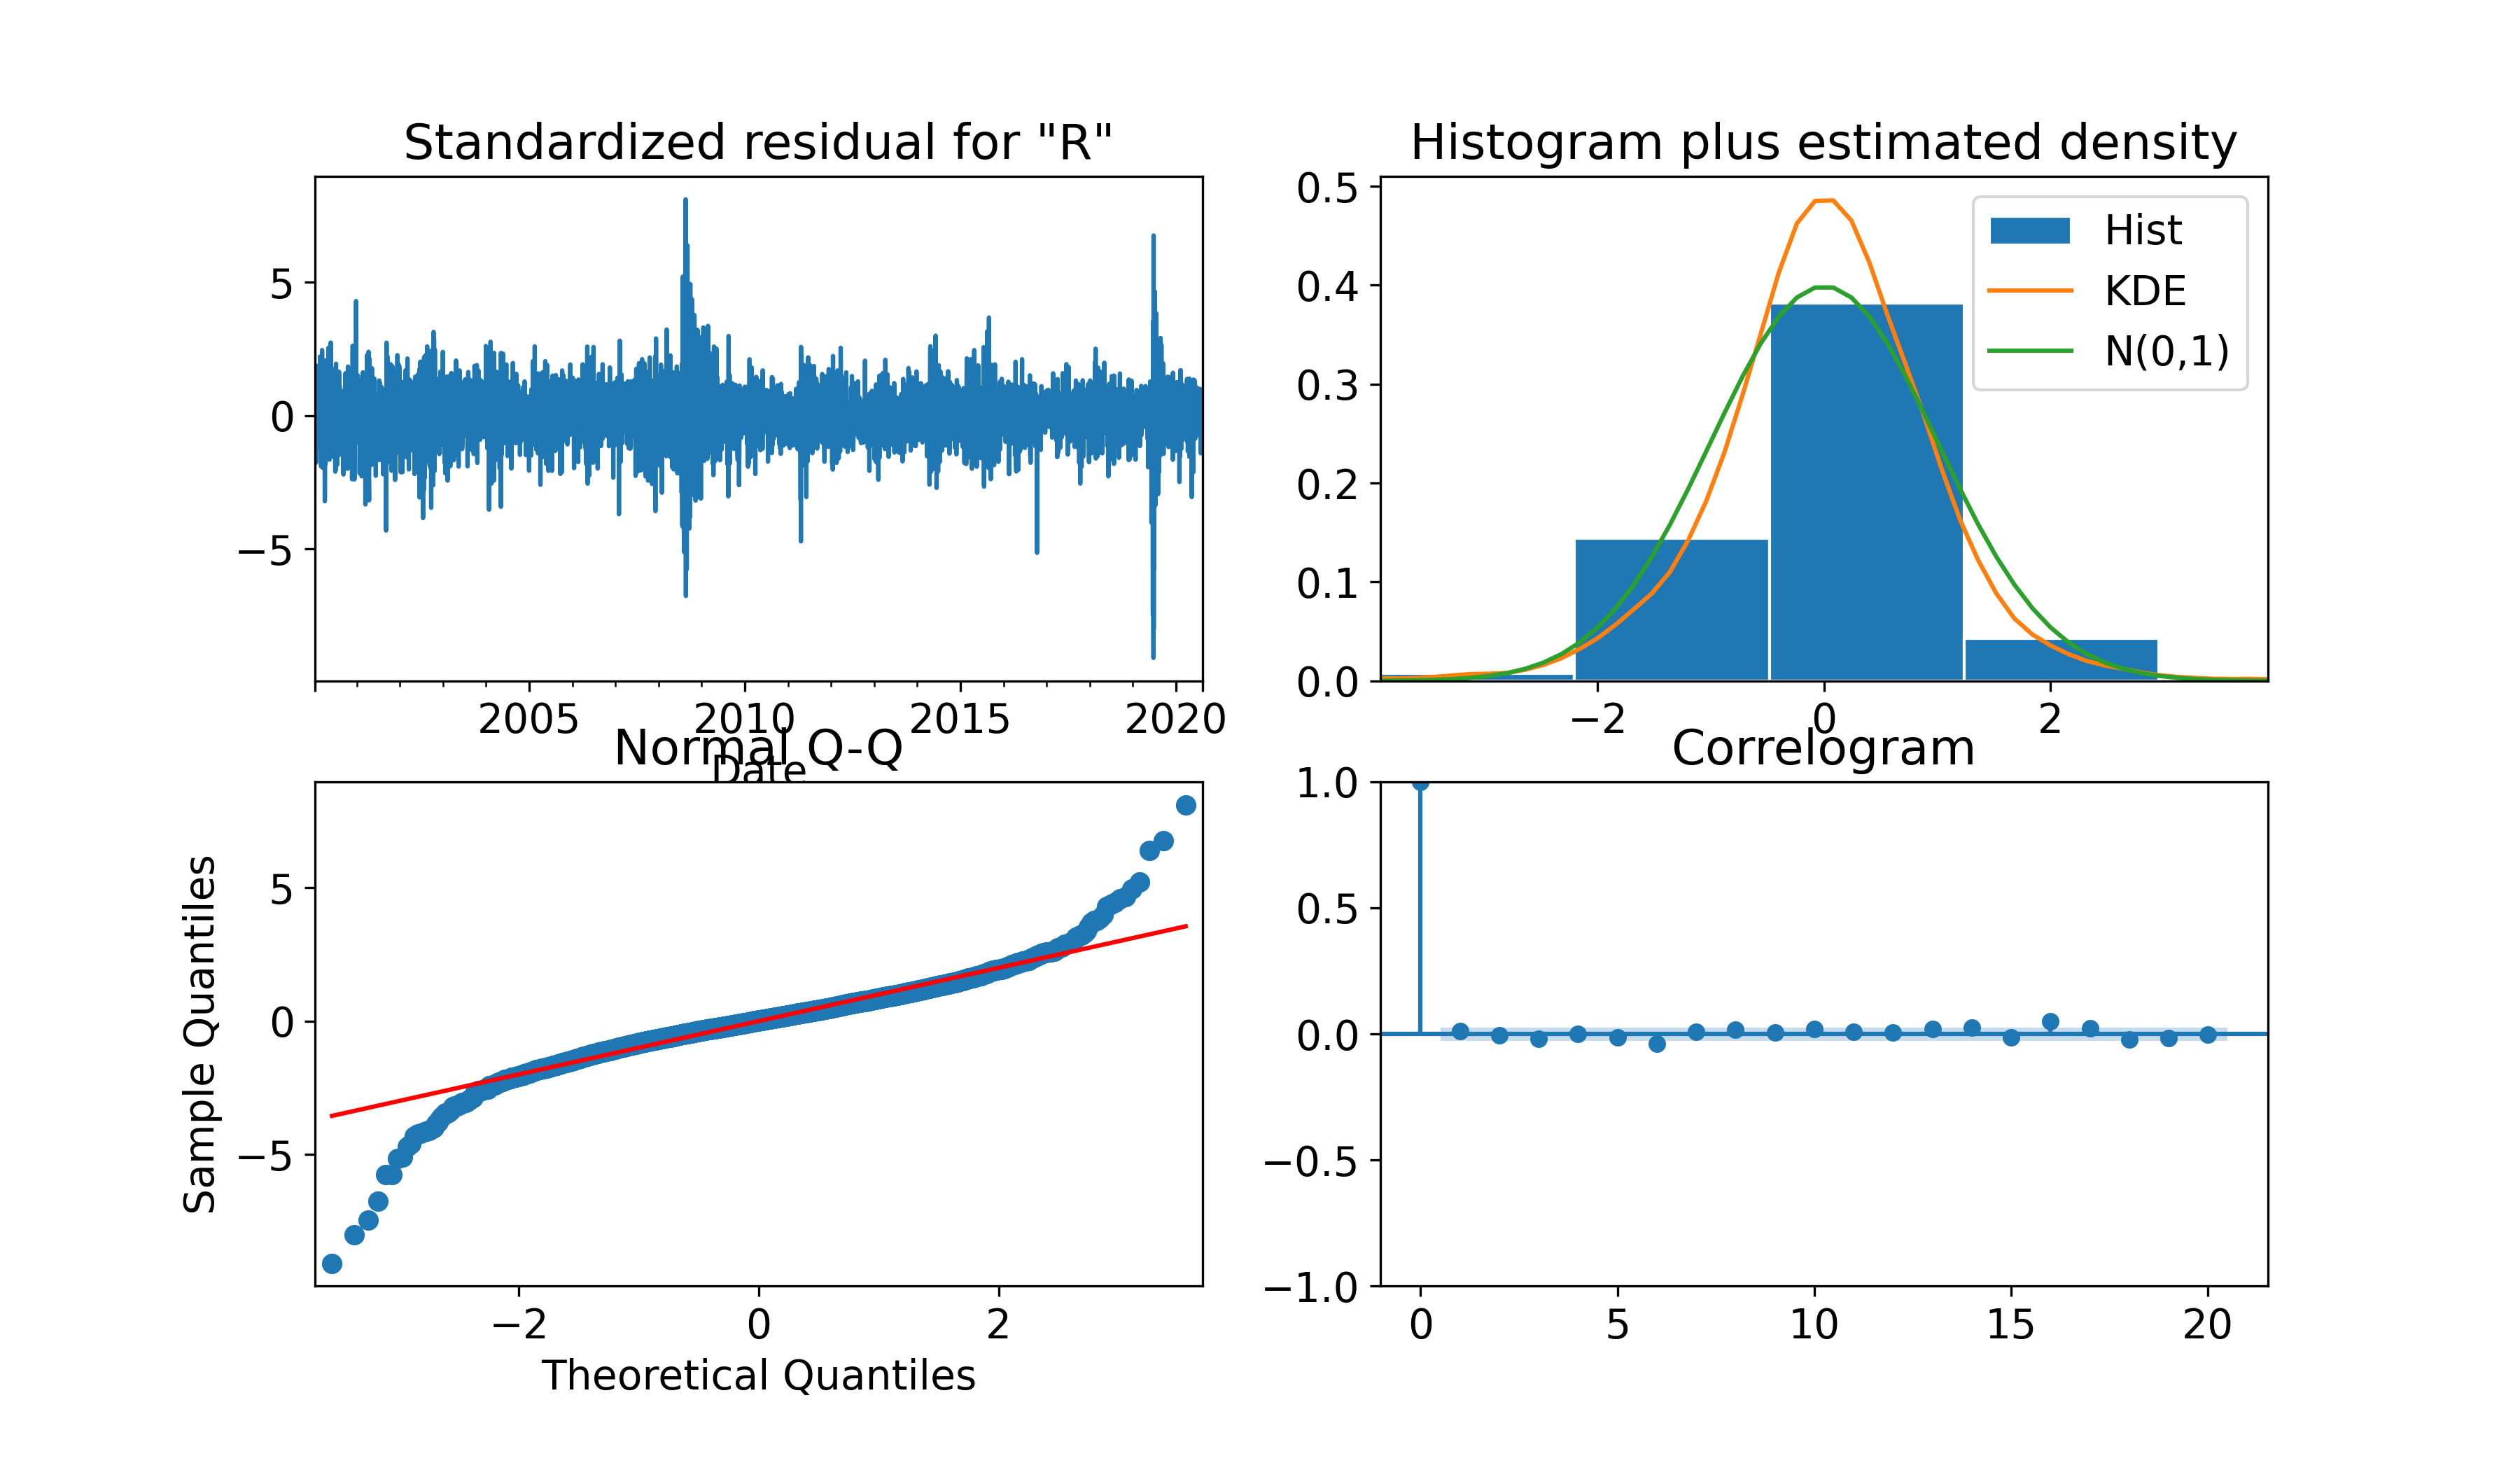 Standardized residual for "R"
5
0
−5
2005 2010 2015 2020
Date
Histogram plus estimated density
0.5
0.4
0.3
0.2
0.1
0.0
−2 0 2
Hist
KDE
N(0,1)
Normal Q-Q
Sample Quantiles
5
0
−5
−2 0 2
Theoretical Quantiles
Correlogram
1.0
0.5
0.0
−0.5
−1.0
0 5 10 15 20